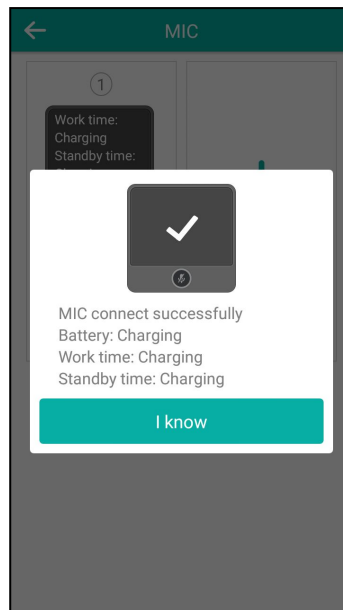 MIC
1
Work time:
Charging
Standby time:
MIC connect successfully
Battery: Charging
Work time: Charging
Standby time: Charging
I know